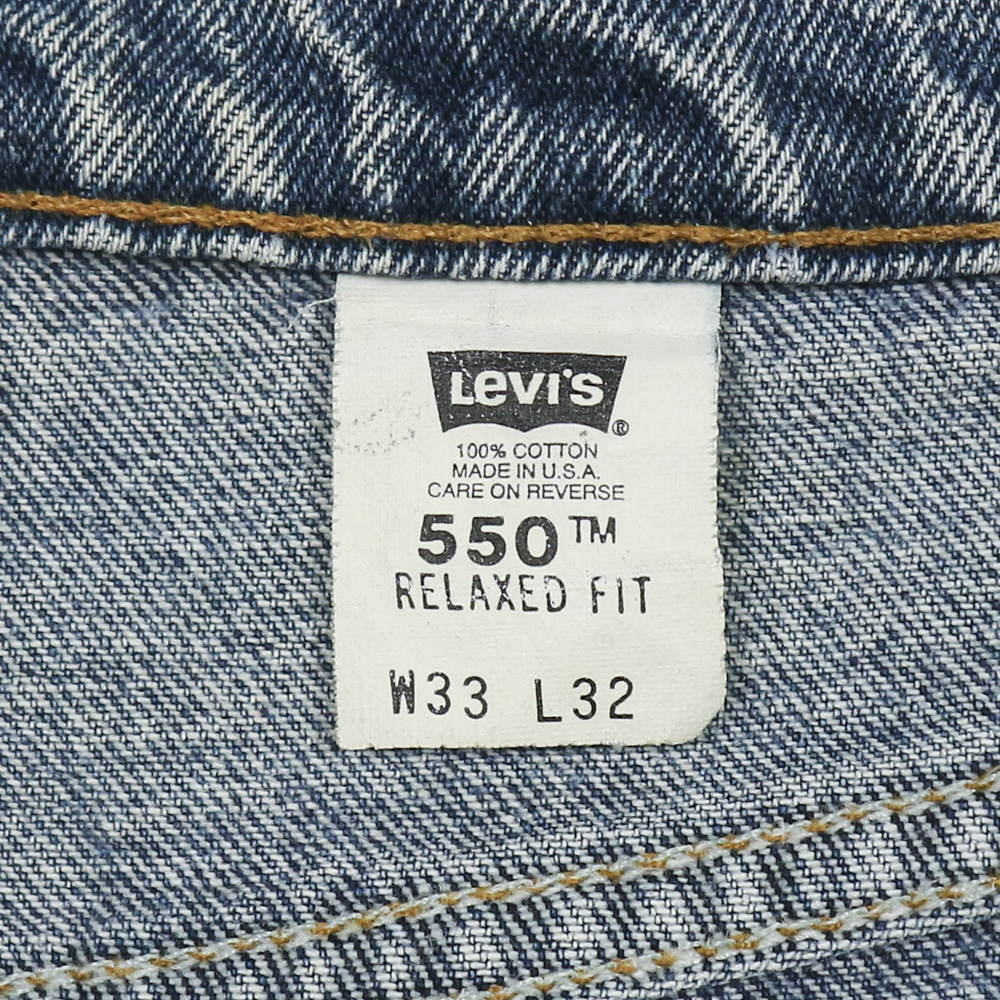 Levi's®
100% COTTON
MADE IN U.S.A.
CARE ON REVERSE
550™
RELAXED FIT
W33 L32